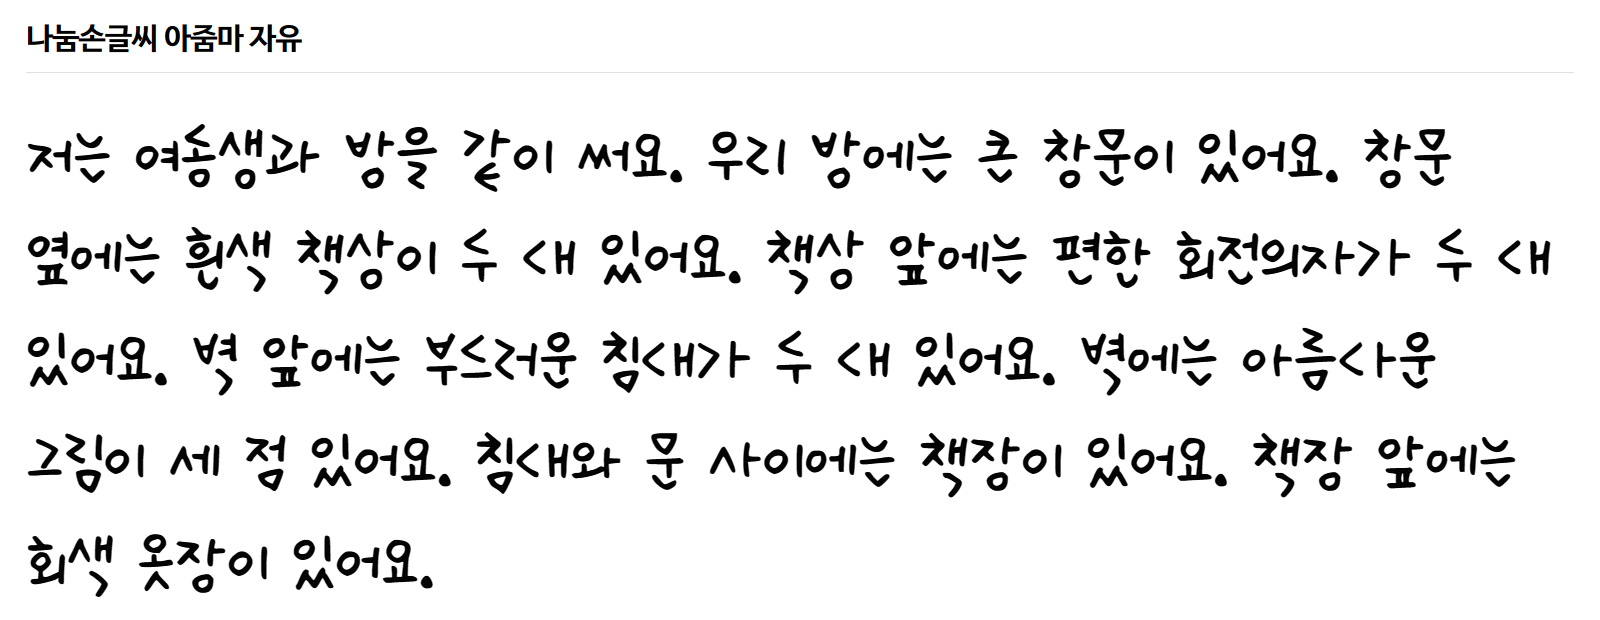 나눔손글씨 아줌마 자유
저는 여동생과 방을 같이 써요. 우리 방에는 큰 창문이 있어요. 창문
옆에는 흰색 책상이 두 개 있어요. 책상 앞에는 편한 회전의자가 두 개
있어요. 벽 앞에는 부드러운 침대가 두 대 있어요. 벽에는 아름다운
그림이 세 점 있어요. 침대와 문 사이에는 책장이 있어요. 책장 앞에는
회색 옷장이 있어요.